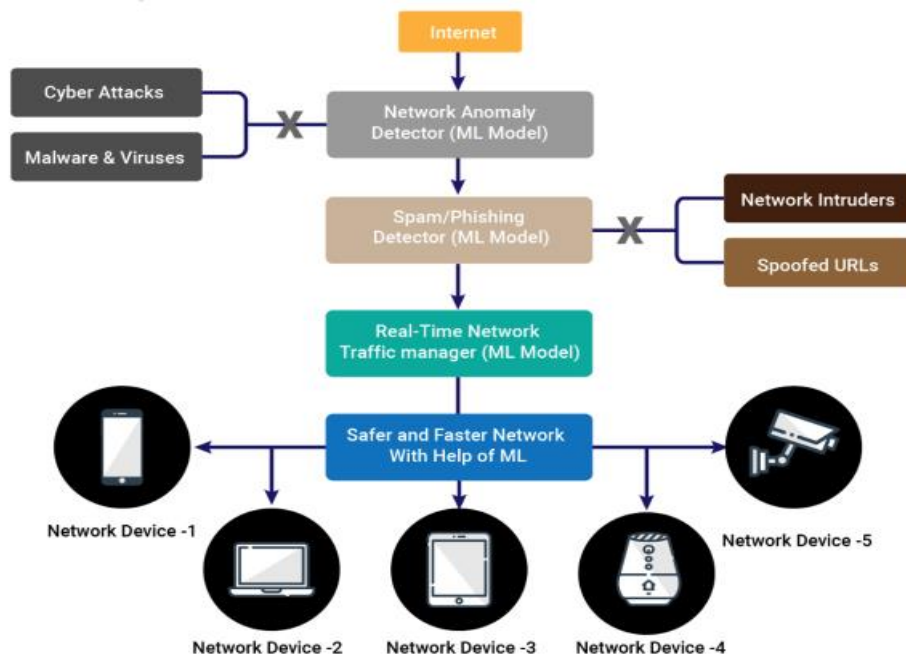 Internet
Cyber Attacks
Malware & Viruses
Network Anomaly
Detector (ML Model)
Spam/Phishing
Detector (ML Model)
Network Intruders
Spoofed URLs
Real-Time Network
Traffic manager (ML Model)
Safer and Faster Network
With Help of ML
Network Device -1
Network Device -2
Network Device -3
Network Device -4
Network Device -5